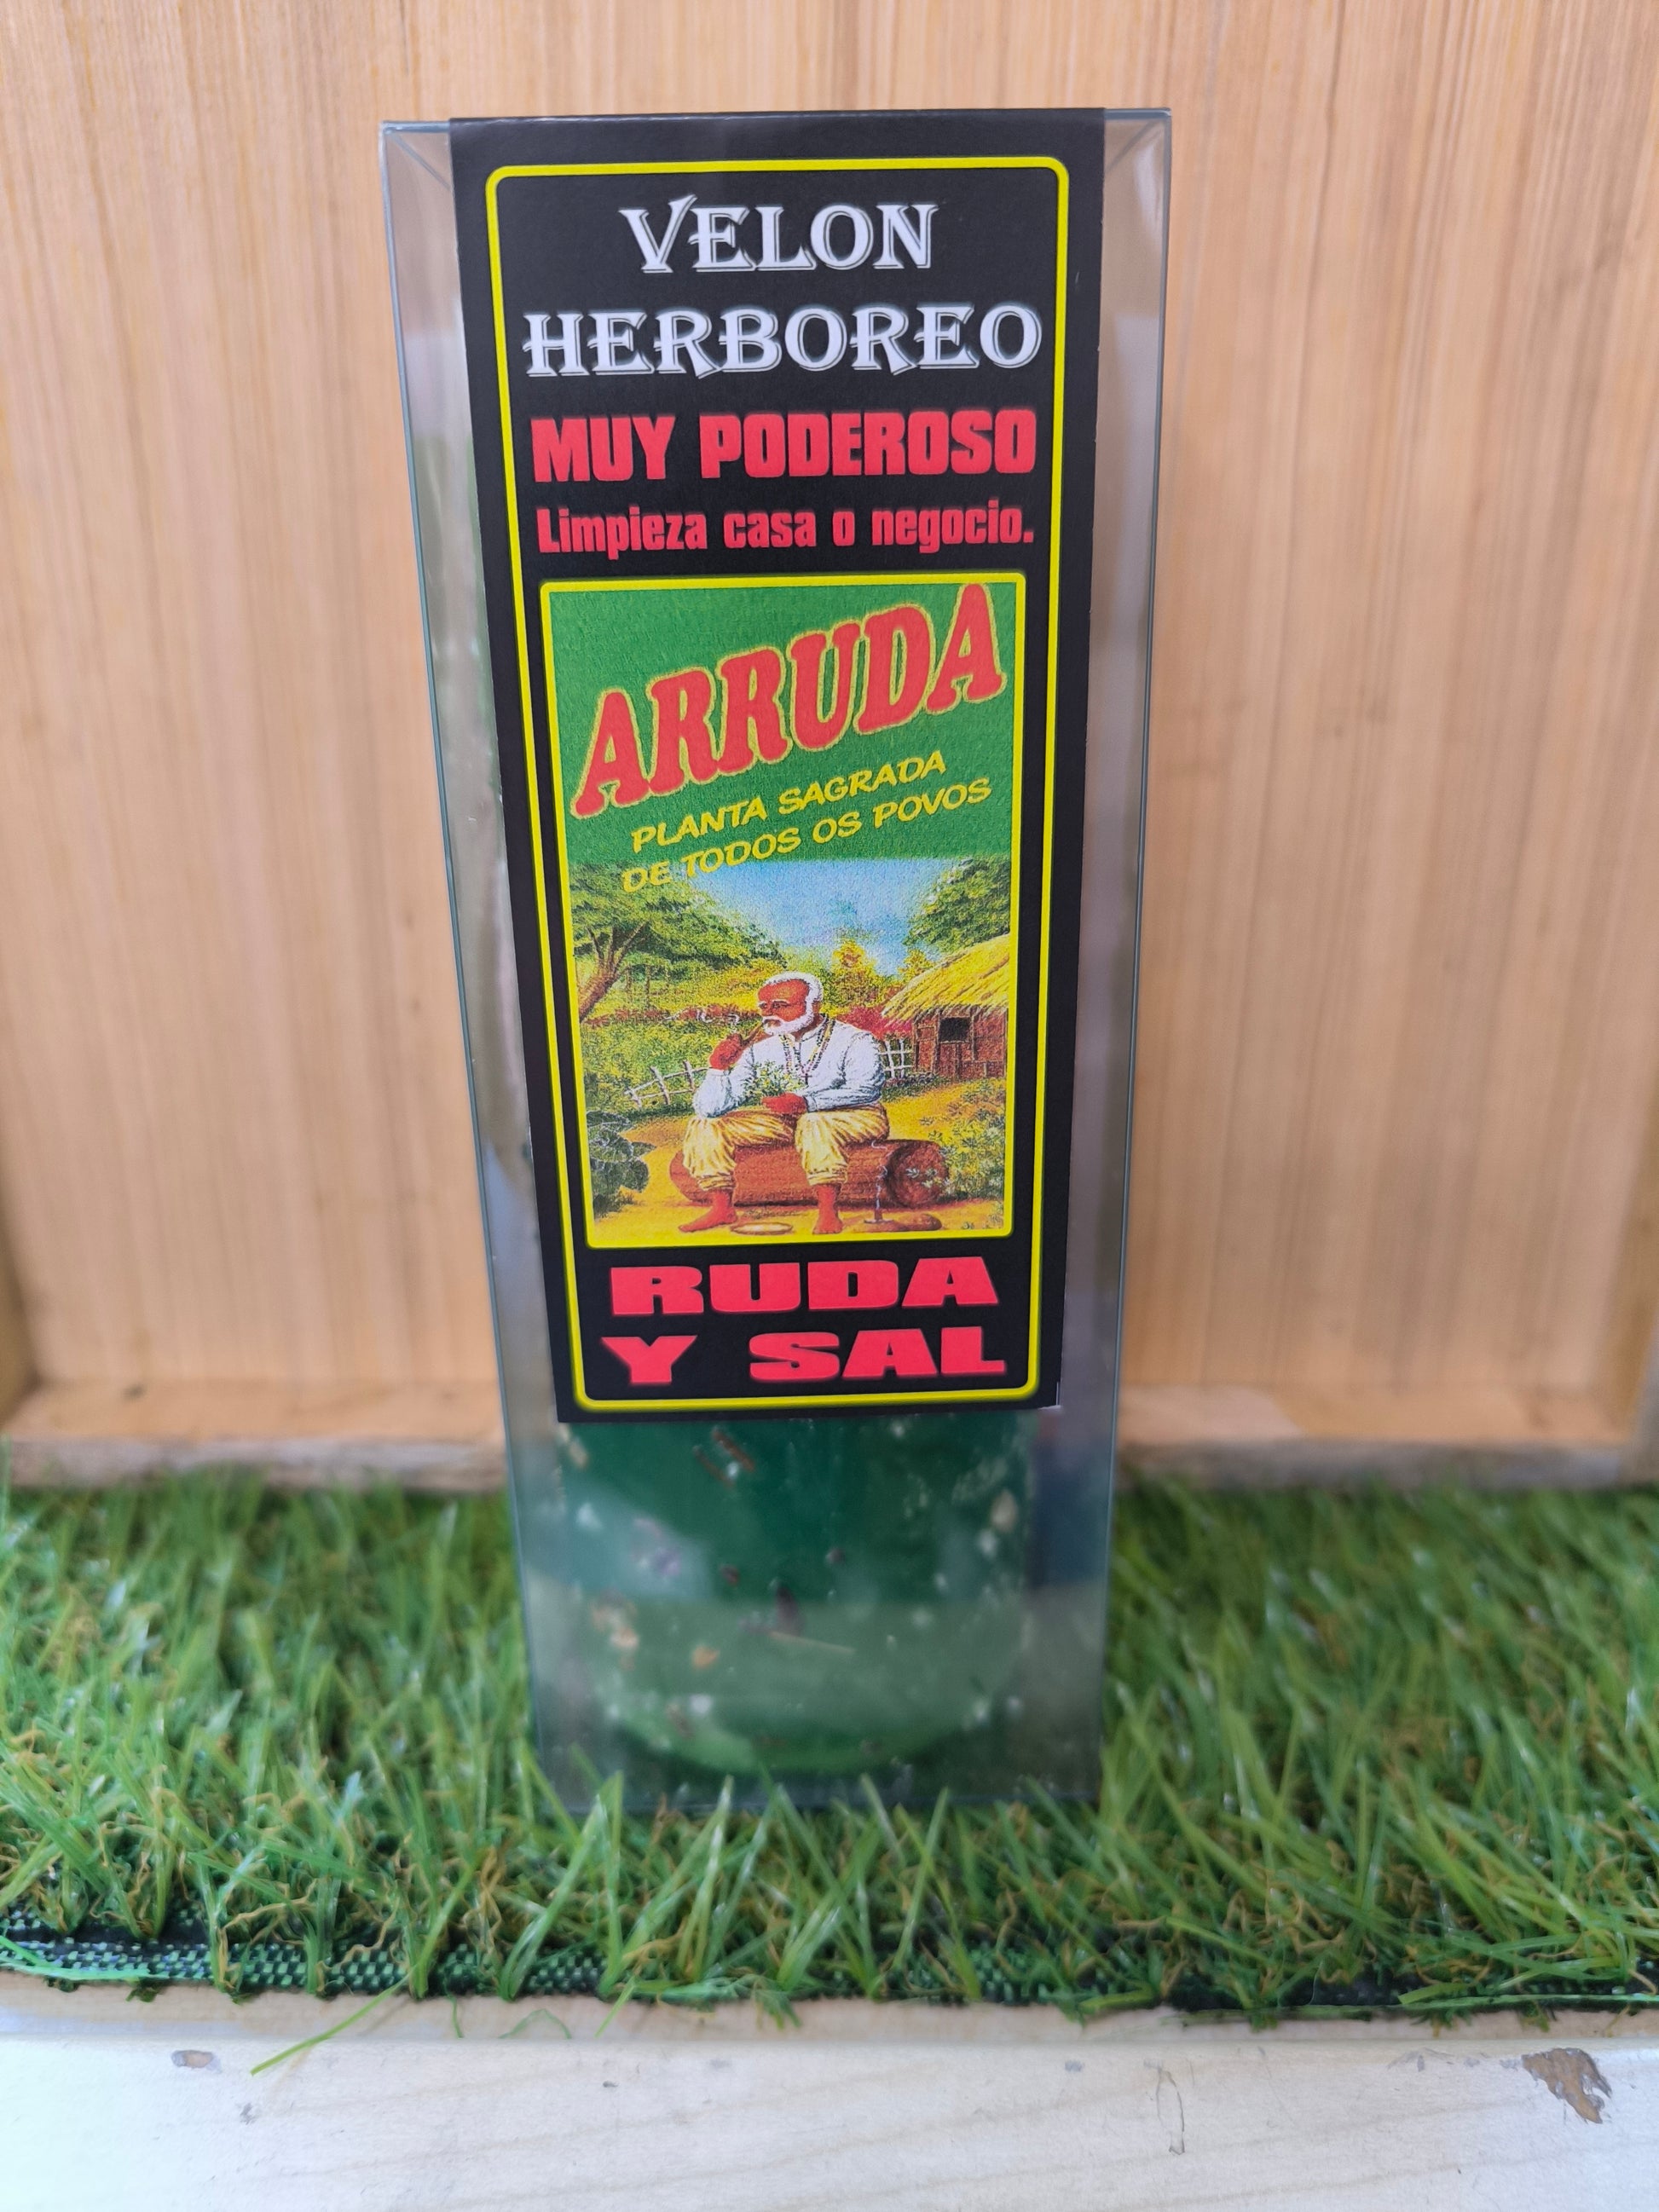 VELON
HERBOREO
MUY PODEROSO
Limpieza casa o negocio.
ARRUDA
PLANTA SAGRADA
DE TODOS OS POVOS
RUDA
Y SAL